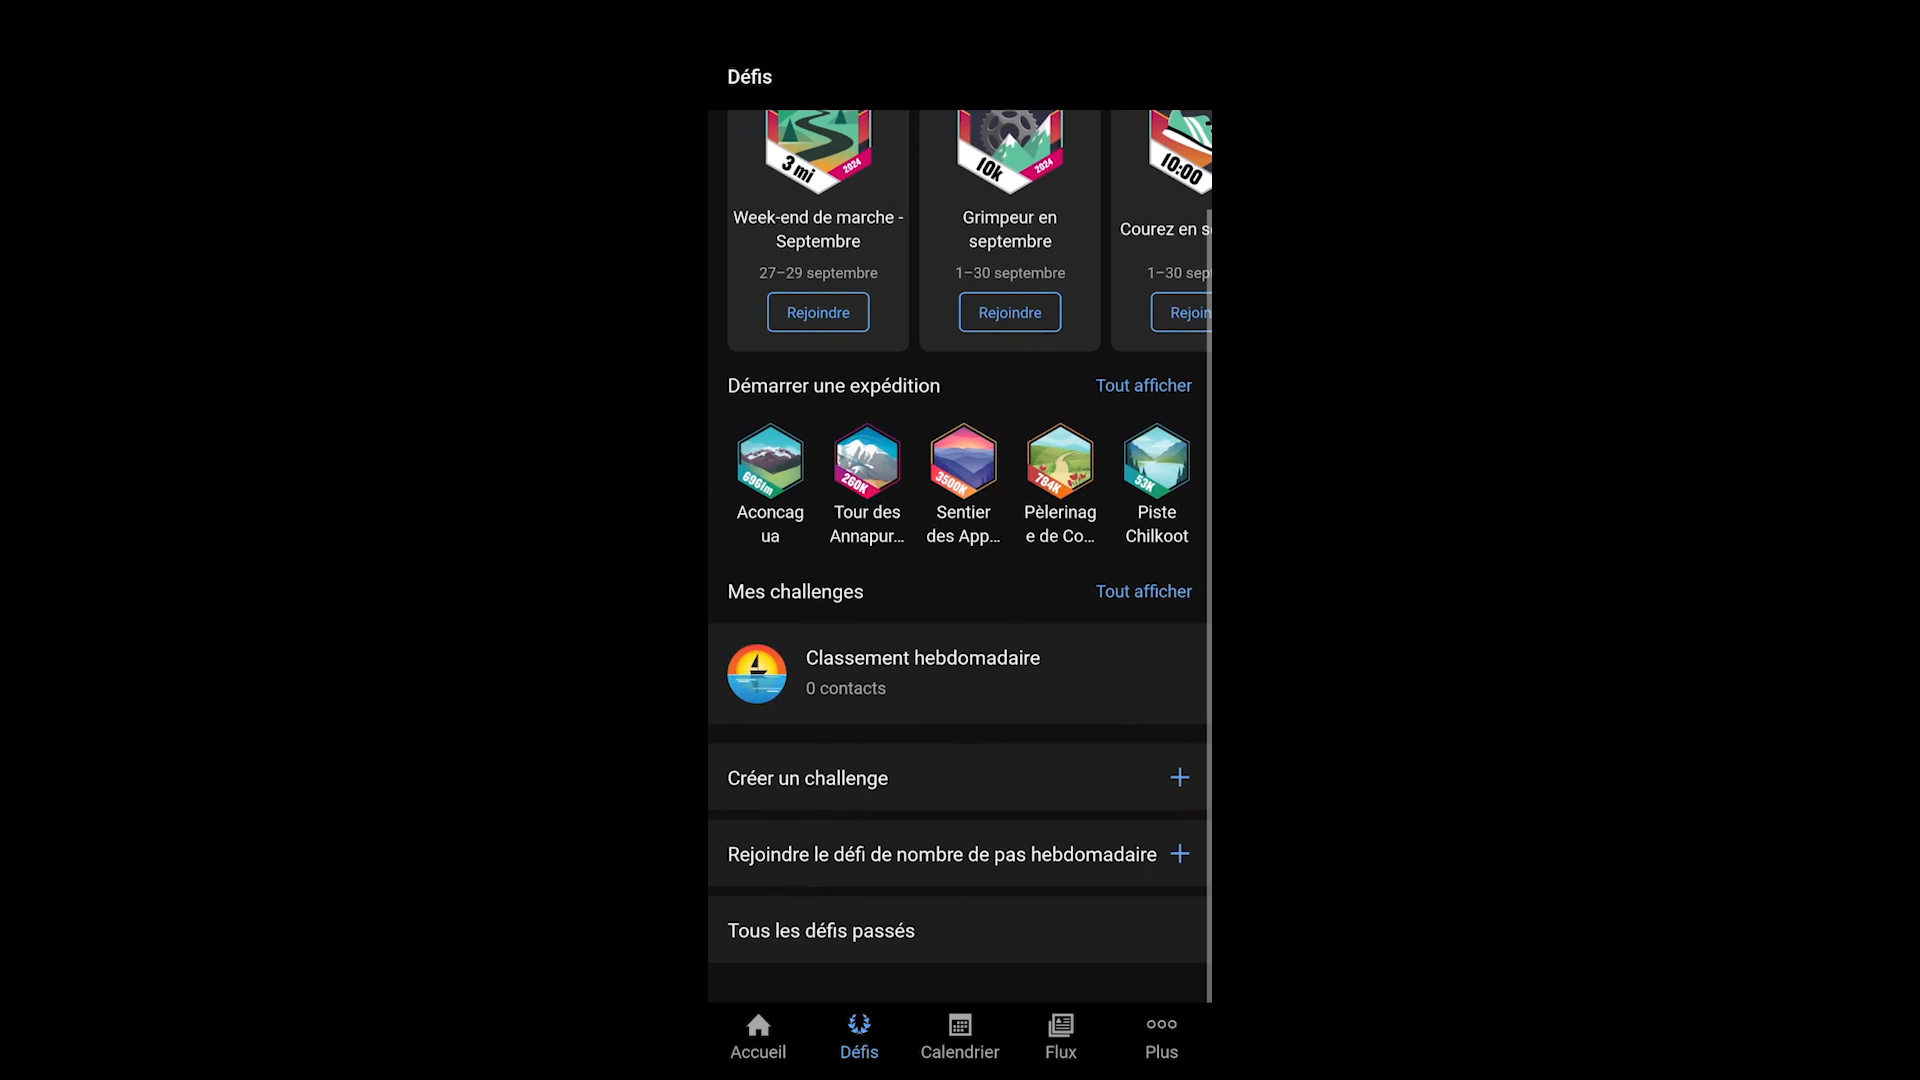 Défis
3 mi
2024
10k
2024
10:00
Week-end de marche -
Septembre
Grimpeur en
septembre
Courez en s
27–29 septembre
1–30 septembre
1–30 sep
Rejoindre
Rejoindre
Rejoin
Démarrer une expédition
Tout afficher
6961m
260K
3500K
784K
53K
Aconcag
ua
Tour des
Annapur...
Sentier
des App...
Pèlerinag
e de Co...
Piste
Chilkoot
Mes challenges
Tout afficher
Classement hebdomadaire
0 contacts
Créer un challenge
Rejoindre le défi de nombre de pas hebdomadaire
Tous les défis passés
Accueil
Défis
Calendrier
Flux
Plus